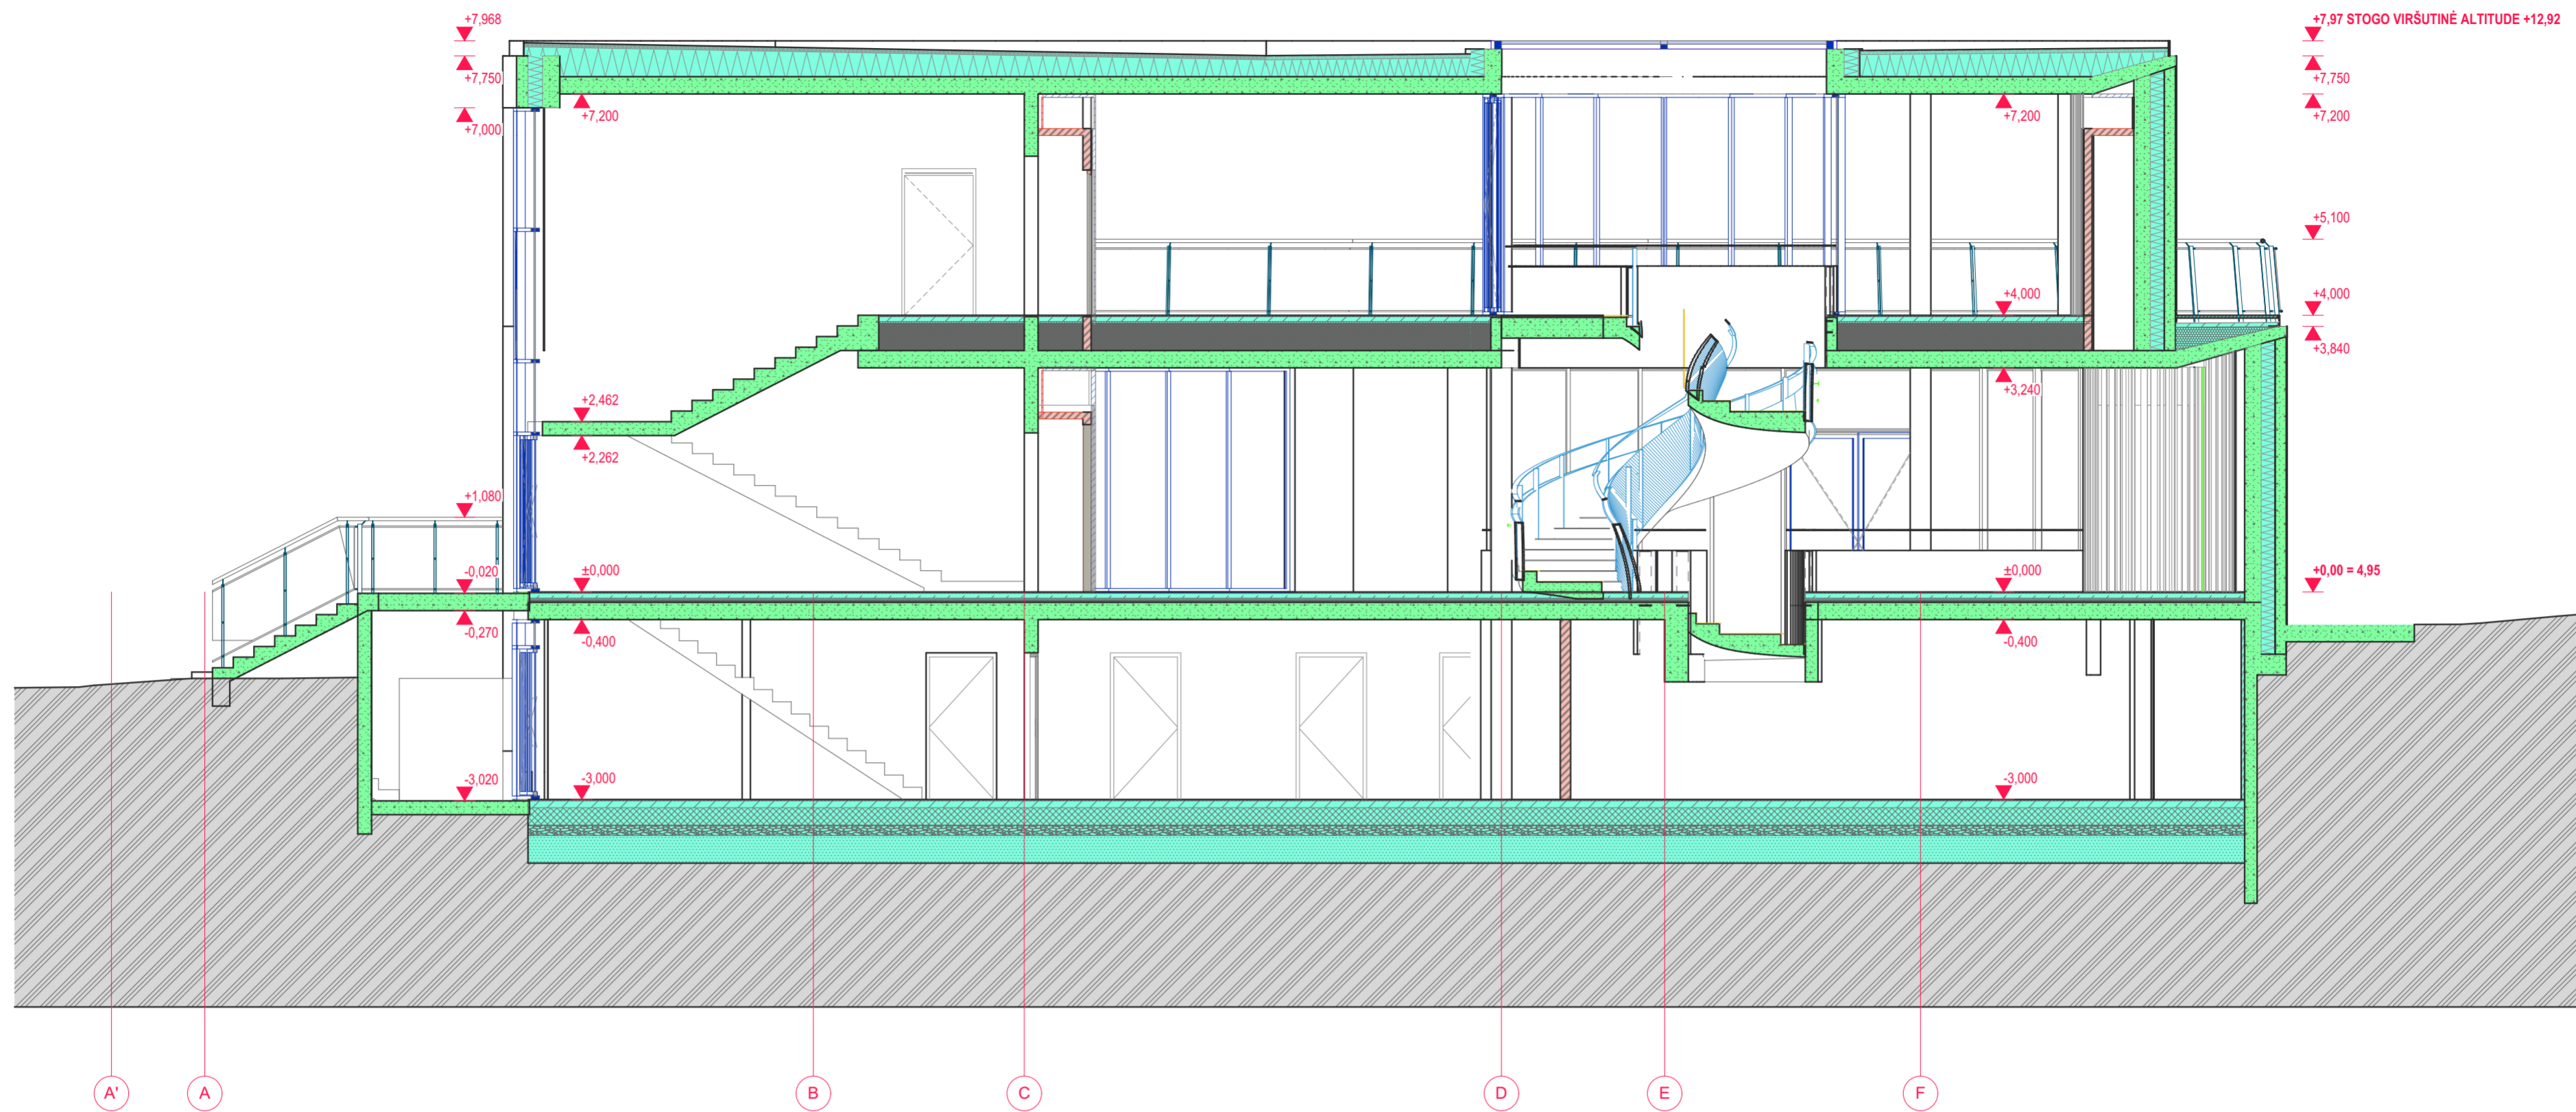 +7,968
+7,97 STOGO VIRŠUTINĖ ALTITUDE +12,92
+7,750
+7,750
+7,000
+7,200
+7,200
+7,200
+5,100
+4,000
+4,000
+3,840
+3,240
+2,462
+2,262
+1,080
-0,020
±0,000
±0,000
+0,00 = 4,95
-0,270
-0,400
-0,400
-3,020
-3,000
-3,000
A'
A
B
C
D
E
F